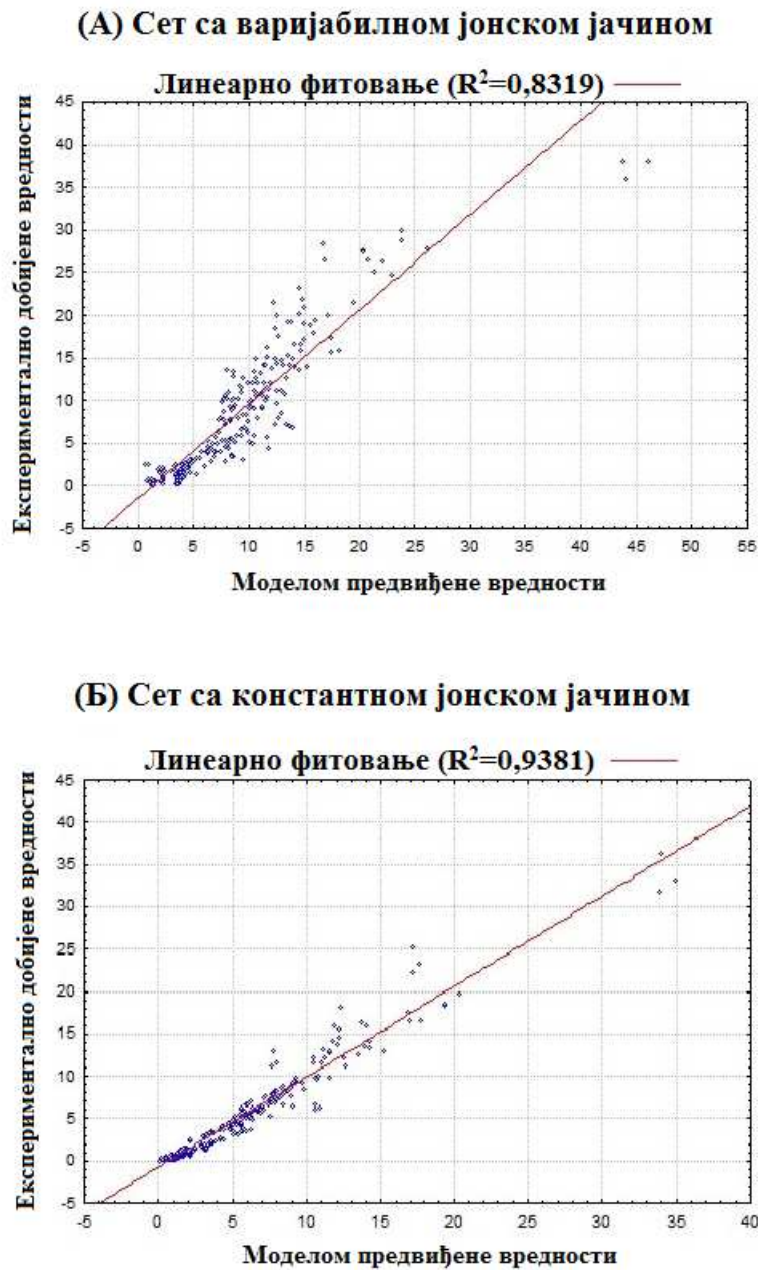 (А) Сет са варијабилном јонском јачином
Линеарно фитовање (R²=0,8319)
Експериментално добијене вредности
45
40
35
30
25
20
15
10
5
0
-5
-5 0 5 10 15 20 25 30 35 40 45 50 55
Моделом предвиђене вредности
(Б) Сет са константном јонском јачином
Линеарно фитовање (R²=0,9381)
Експериментално добијене вредности
45
40
35
30
25
20
15
10
5
0
-5
-5 0 5 10 15 20 25 30 35 40
Моделом предвиђене вредности